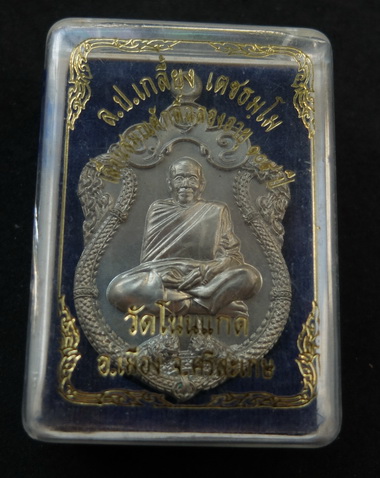 ล.ป.เกลี้ยง เตชธมฺโม
วัดโนนแกด
อ.เมือง จ.ศรีสะเกษ